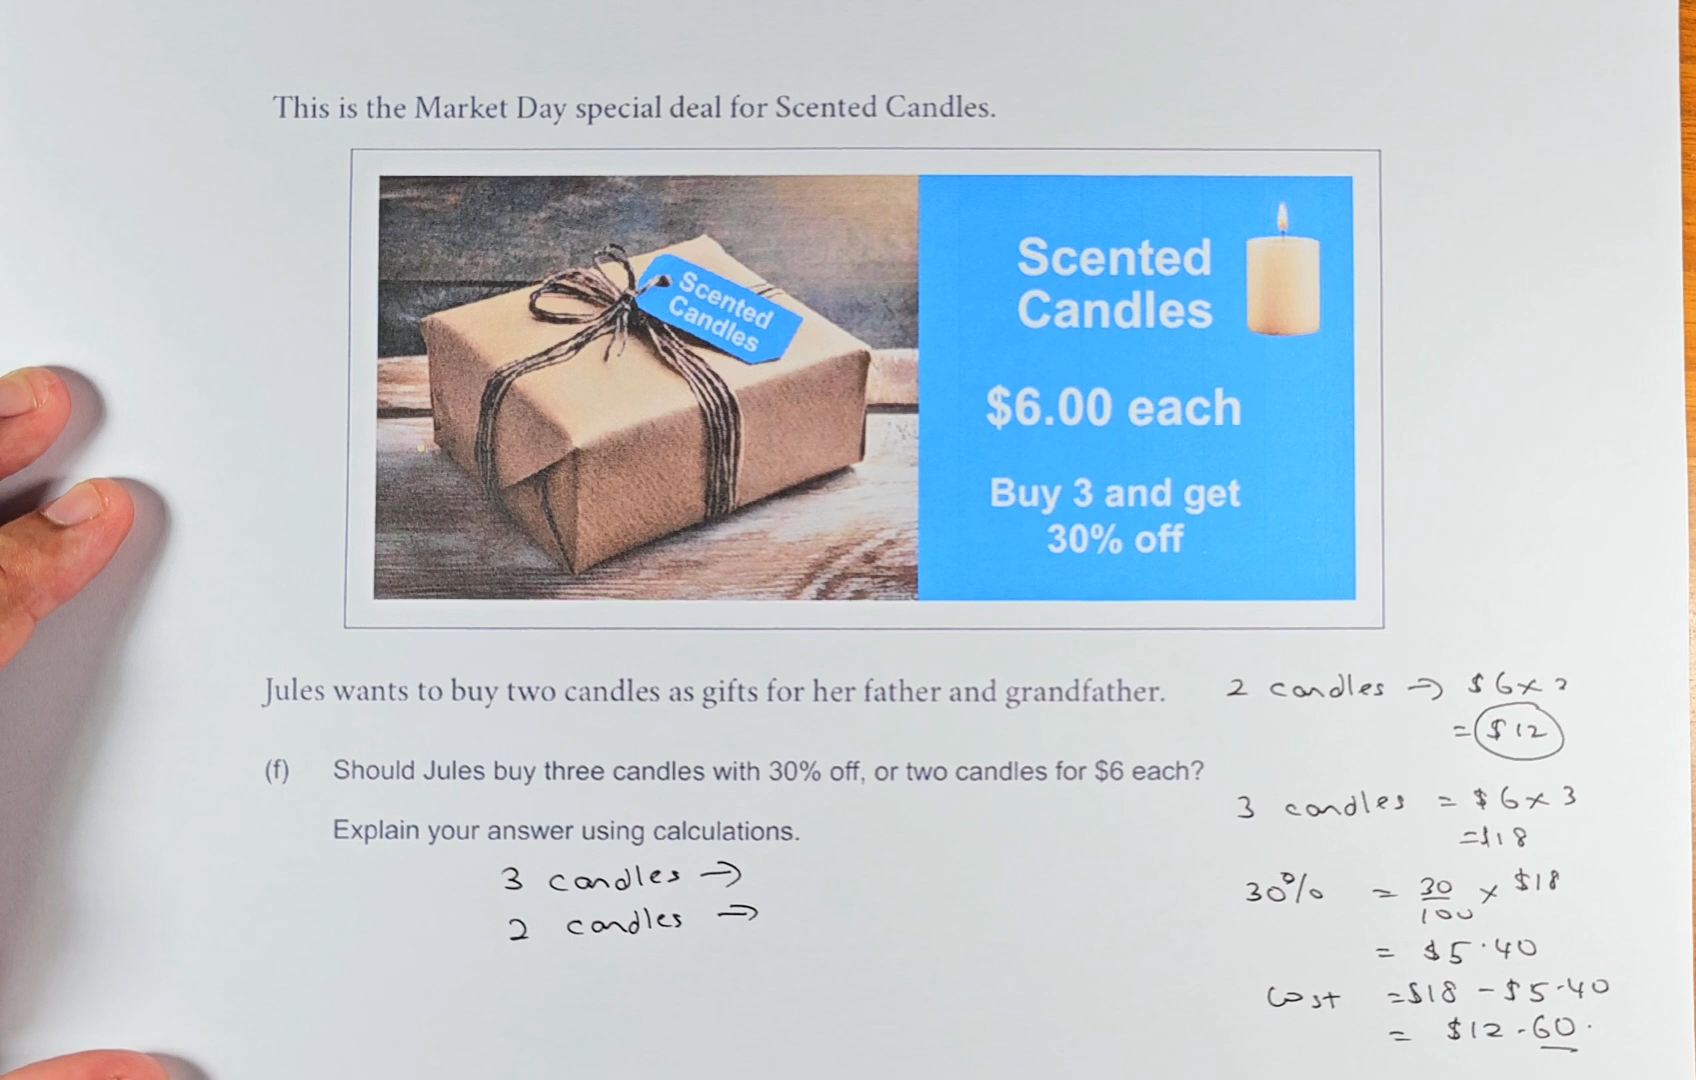 This is the Market Day special deal for Scented Candles.
Scented
Candles
Scented
Candles
$6.00 each
Buy 3 and get
30% off
Jules wants to buy two candles as gifts for her father and grandfather.
2 candles → $6×2
= $12
(f) Should Jules buy three candles with 30% off, or two candles for $6 each?
Explain your answer using calculations.
3 candles →
2 candles →
3 candles = $6×3
=$18
30% = 30/100 × $18
= $5.40
Cost =$18 - $5.40
= $12.60.